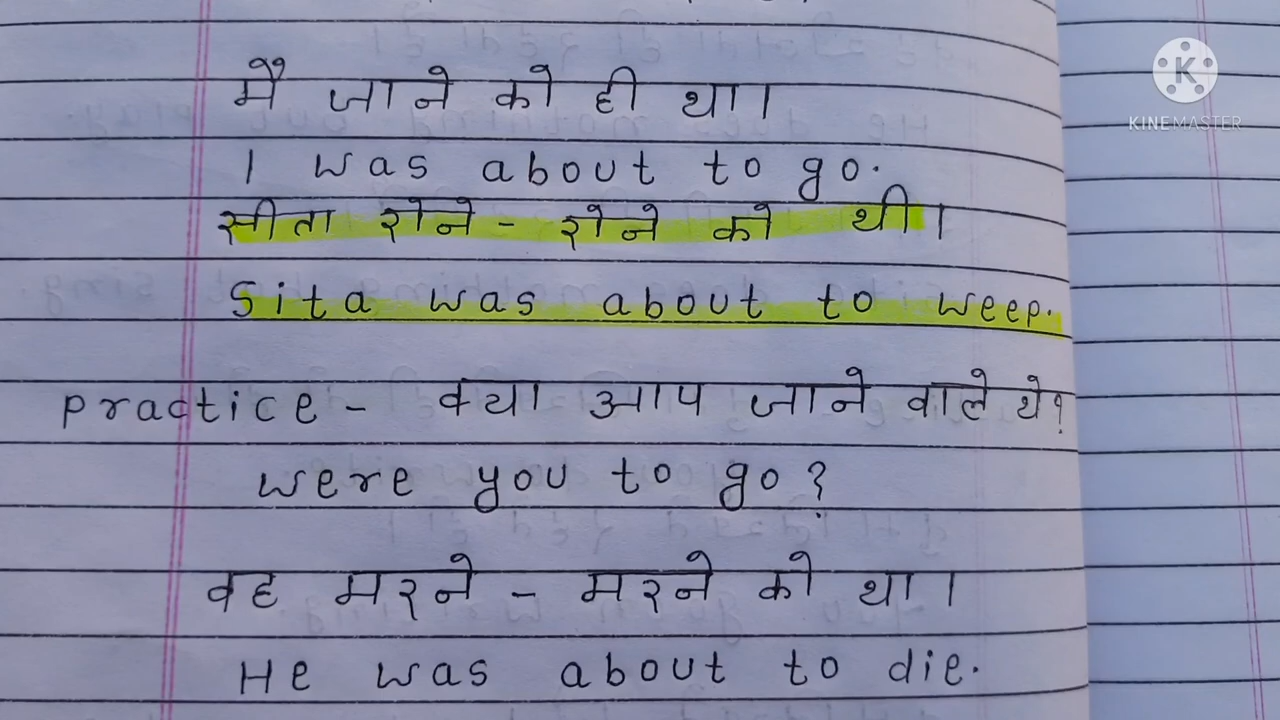 मैं जाने को ही था।
I was about to go.
सीता रोने - रोने को थी।
Sita was about to weep.
practice - क्या आप जाने वाले थे?
were you to go?
वह मरने - मरने को था।
He was about to die.
K
KINEMASTER